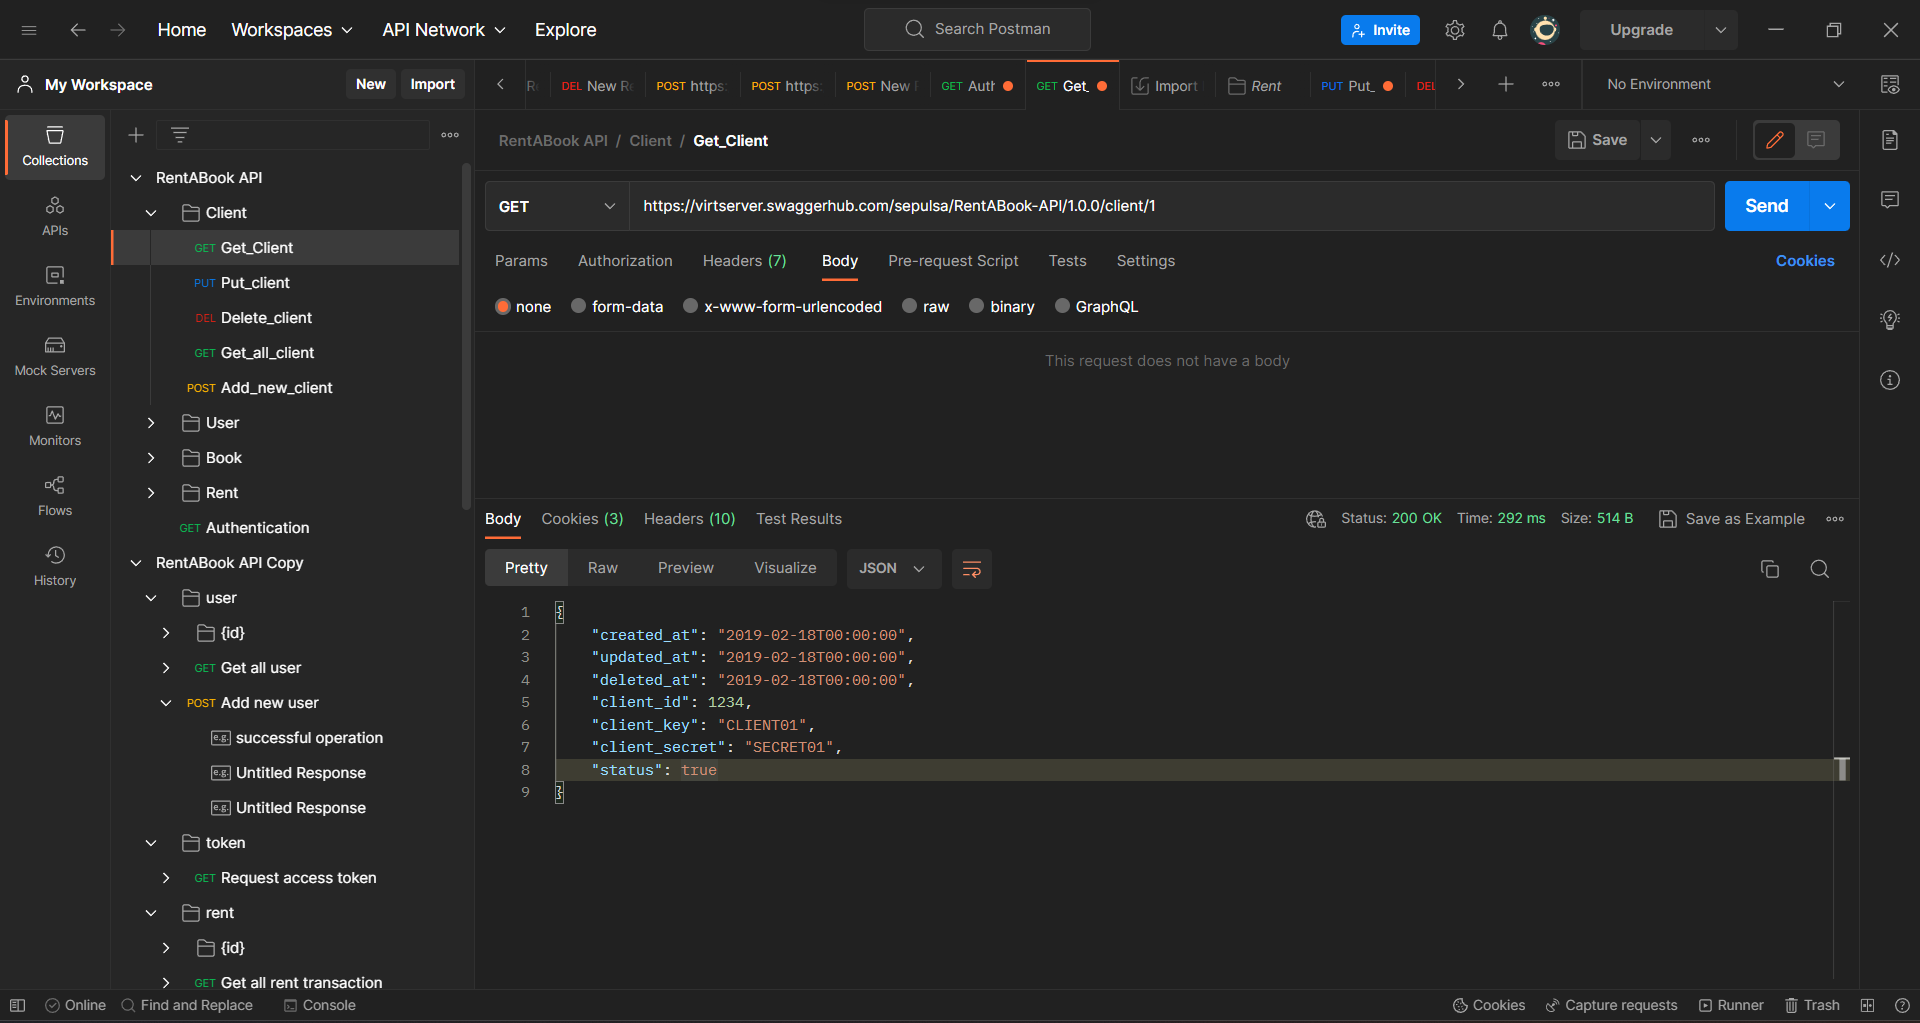 Home Workspaces API Network Explore Search Postman Invite Upgrade
My Workspace New Import DEL New Re POST https: POST https: POST New GET Auth GET Get_ Import Rent PUT Put_ DEL No Environment
Collections
APIs
Environments
Mock Servers
Monitors
Flows
History
RentABook API
Client
GET Get_Client
PUT Put_client
DEL Delete_client
GET Get_all_client
POST Add_new_client
User
Book
Rent
GET Authentication
RentABook API Copy
user
{id}
GET Get all user
POST Add new user
e.g. successful operation
e.g. Untitled Response
e.g. Untitled Response
token
GET Request access token
rent
{id}
GET Get all rent transaction
RentABook API / Client / Get_Client Save
GET https://virtserver.swaggerhub.com/sepulsa/RentABook-API/1.0.0/client/1 Send
Params Authorization Headers (7) Body Pre-request Script Tests Settings Cookies
none form-data x-www-form-urlencoded raw binary GraphQL
This request does not have a body
Body Cookies (3) Headers (10) Test Results Status: 200 OK Time: 292 ms Size: 514 B Save as Example
Pretty Raw Preview Visualize JSON
1 {
2 "created_at": "2019-02-18T00:00:00",
3 "updated_at": "2019-02-18T00:00:00",
4 "deleted_at": "2019-02-18T00:00:00",
5 "client_id": 1234,
6 "client_key": "CLIENT01",
7 "client_secret": "SECRET01",
8 "status": true
9 }
Online Find and Replace Console Cookies Capture requests Runner Trash